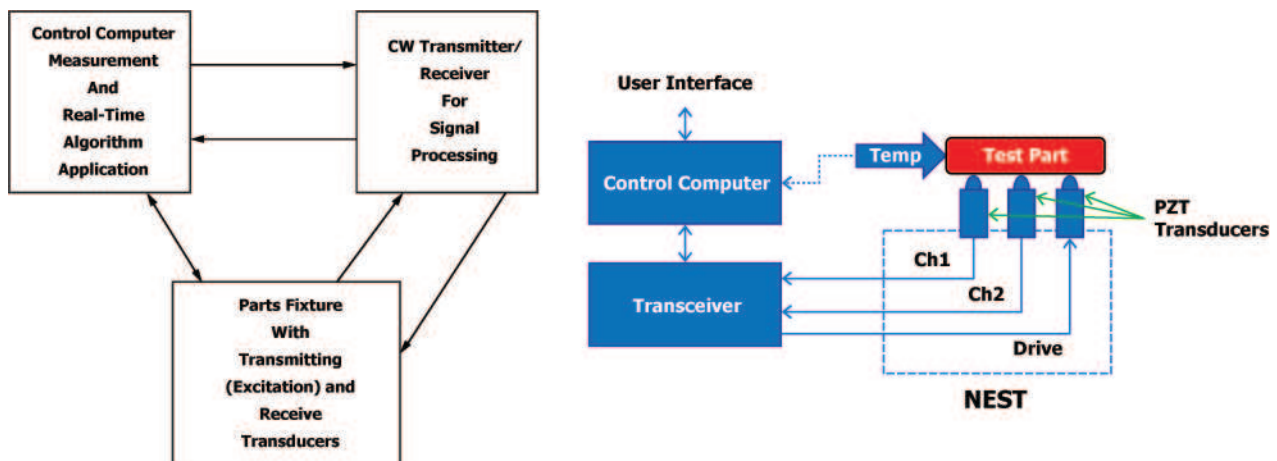 Control Computer
Measurement
And
Real-Time
Algorithm
Application
CW Transmitter/
Receiver
For
Signal
Processing
Parts Fixture
With
Transmitting
(Excitation) and
Receive
Transducers
User Interface
Control Computer
Temp
Test Part
PZT
Transducers
Transceiver
Ch1
Ch2
Drive
NEST